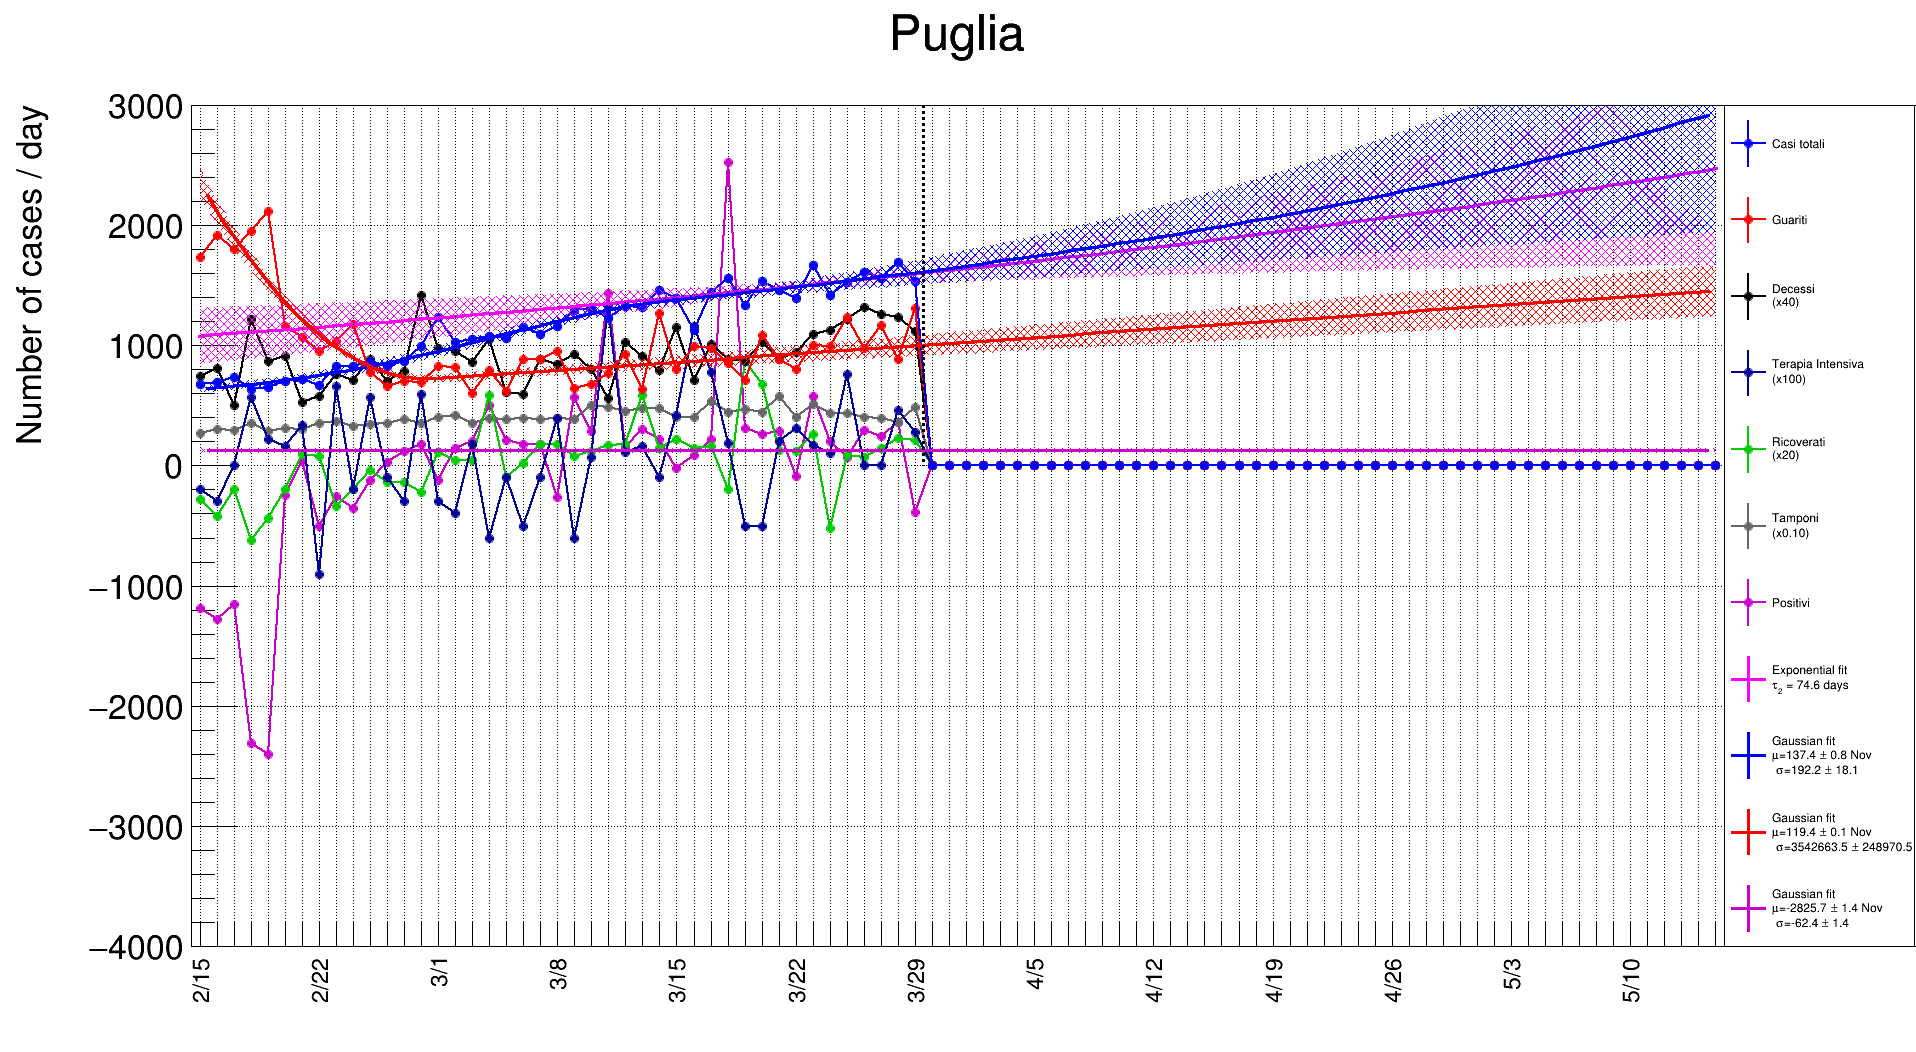 Puglia
Number of cases / day
3000
2000
1000
0
−1000
−2000
−3000
−4000
2/15
2/22
3/1
3/8
3/15
3/22
3/29
4/5
4/12
4/19
4/26
5/3
5/10
Casi totali
Guariti
Decessi
(x40)
Terapia Intensiva
(x100)
Ricoverati
(x20)
Tamponi
(x0.10)
Positivi
Exponential fit
τ2 = 74.6 days
Gaussian fit
μ=137.4 ± 0.8 Nov
σ=192.2 ± 18.1
Gaussian fit
μ=119.4 ± 0.1 Nov
σ=3542663.5 ± 248970.5
Gaussian fit
μ=-2825.7 ± 1.4 Nov
σ=-62.4 ± 1.4